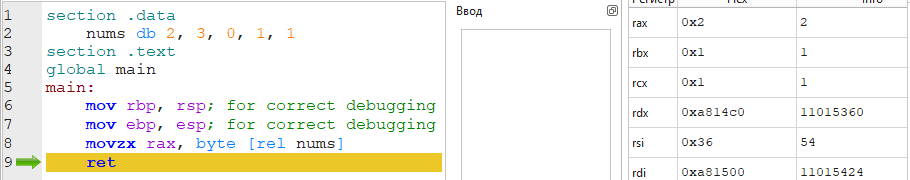 Ввод
1 section .data
2 nums db 2, 3, 0, 1, 1
3 section .text
4 global main
5 main:
6 mov rbp, rsp; for correct debugging
7 mov ebp, esp; for correct debugging
8 movzx rax, byte [rel nums]
9 ret
rax 0x2 2
rbx 0x1 1
rcx 0x1 1
rdx 0xa814c0 11015360
rsi 0x36 54
rdi 0xa81500 11015424